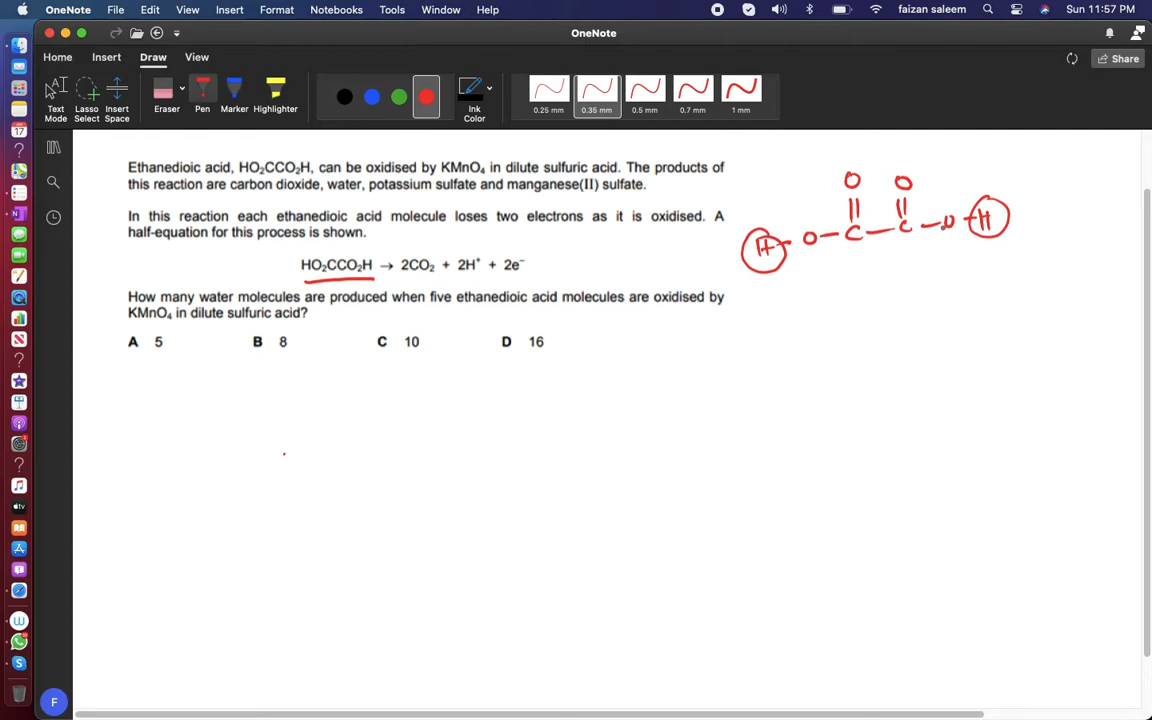 OneNote File Edit View Insert Format Notebooks Tools Window Help faizan saleem Sun 11:57 PM
OneNote
Home Insert Draw View Share
Text Mode
Lasso Select
Insert Space
Eraser
Pen
Marker
Highlighter
Ink Color
0.25 mm 0.35 mm 0.5 mm 0.7 mm 1 mm
17
Ethanedioic acid, HO₂CCO₂H, can be oxidised by KMnO₄ in dilute sulfuric acid. The products of
this reaction are carbon dioxide, water, potassium sulfate and manganese(II) sulfate.
In this reaction each ethanedioic acid molecule loses two electrons as it is oxidised. A
half-equation for this process is shown.
HO₂CCO₂H → 2CO₂ + 2H⁺ + 2e⁻
How many water molecules are produced when five ethanedioic acid molecules are oxidised by
KMnO₄ in dilute sulfuric acid?
A 5 B 8 C 10 D 16
O O
H - O - C - C - O - H
F